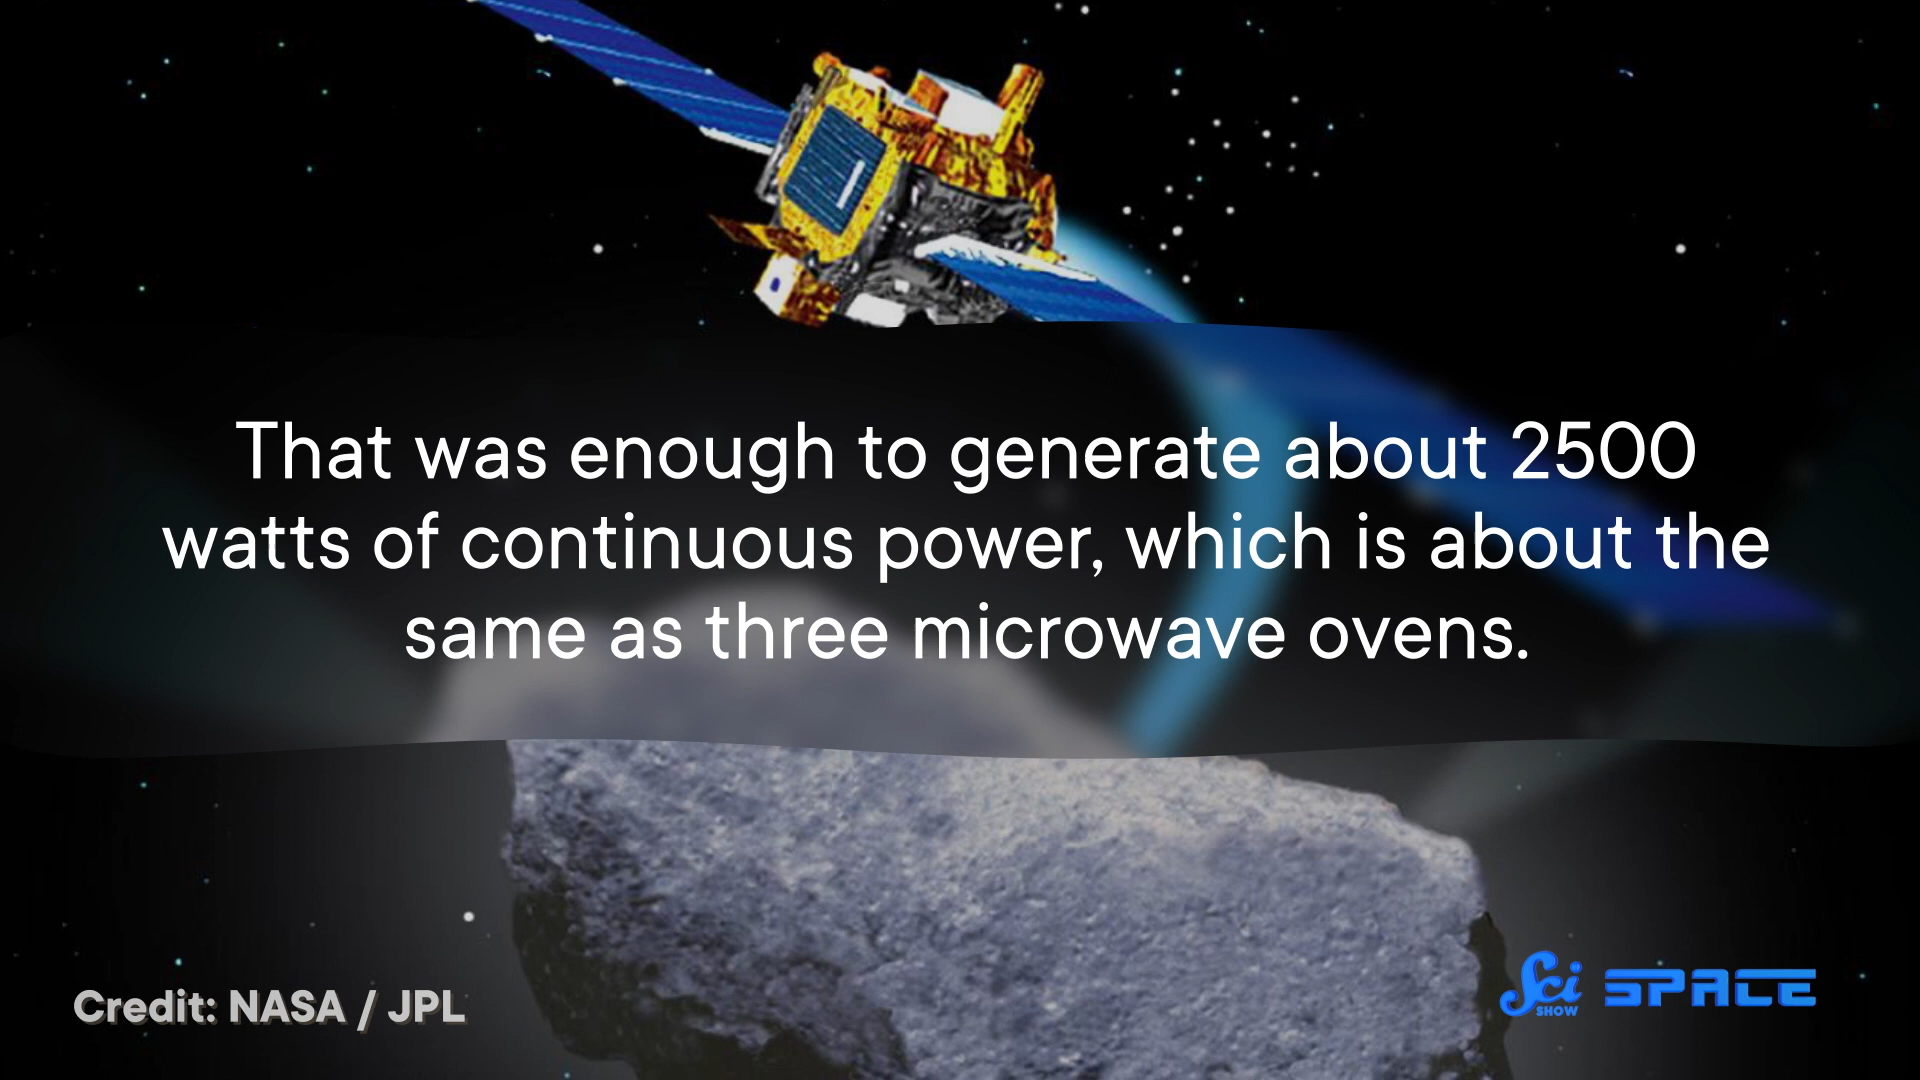 That was enough to generate about 2500
watts of continuous power, which is about the
same as three microwave ovens.
Credit: NASA / JPL
Sci
SHOW
SPACE